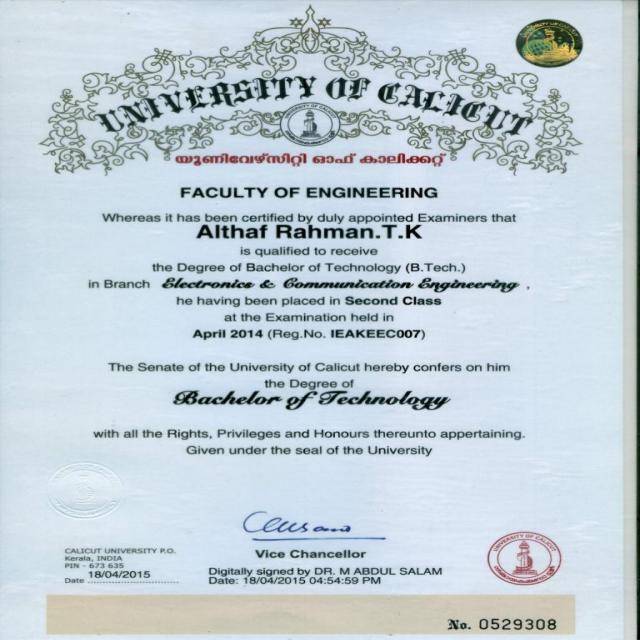 UNIVERSITY OF CALICUT
യൂണിവേഴ്സിറ്റി ഓഫ് കാലിക്കറ്റ്
FACULTY OF ENGINEERING
Whereas it has been certified by duly appointed Examiners that
Althaf Rahman.T.K
is qualified to receive
the Degree of Bachelor of Technology (B.Tech.)
in Branch Electronics & Communication Engineering ,
he having been placed in Second Class
at the Examination held in
April 2014 (Reg.No. IEAKEEC007)
The Senate of the University of Calicut hereby confers on him
the Degree of
Bachelor of Technology
with all the Rights, Privileges and Honours thereunto appertaining.
Given under the seal of the University
CALICUT UNIVERSITY P.O.
Kerala, INDIA
PIN - 673 635
Date 18/04/2015
Vice Chancellor
Digitally signed by DR. M ABDUL SALAM
Date: 18/04/2015 04:54:59 PM
UNIVERSITY OF CALICUT
No. 0529308